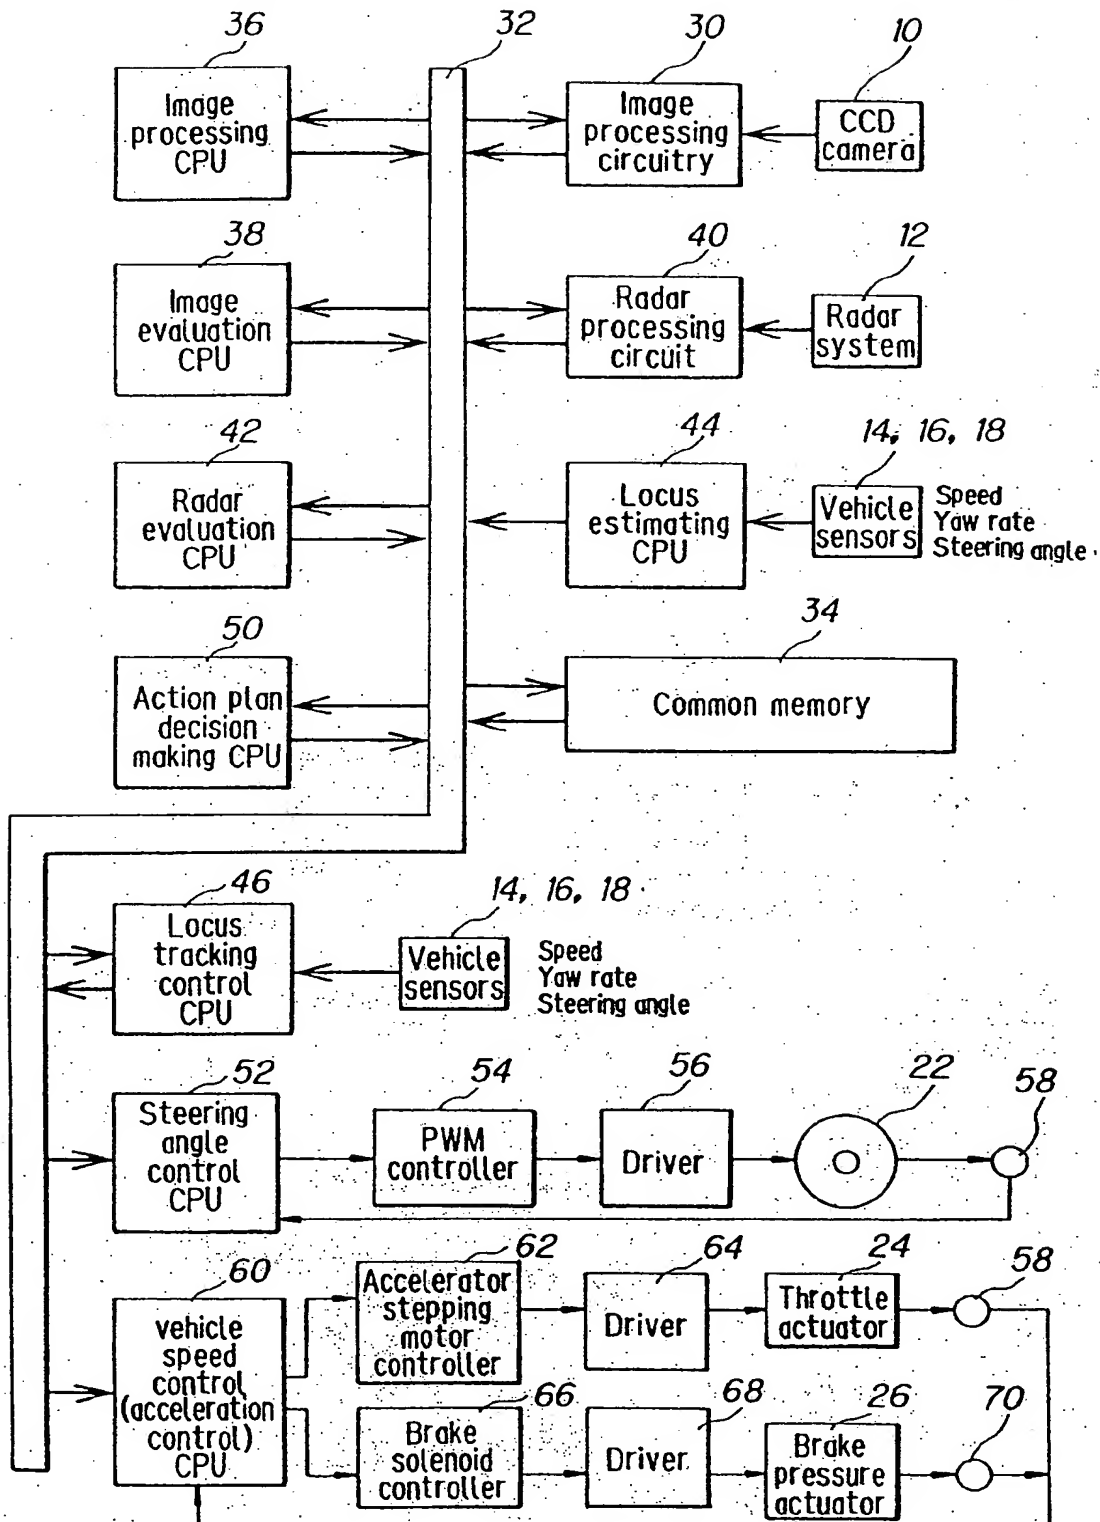 36
32
30
10
Image
processing
CPU
Image
processing
circuitry
CCD
camera
38
40
12
Image
evaluation
CPU
Radar
processing
circuit
Radar
system
42
44
14, 16, 18
Radar
evaluation
CPU
Locus
estimating
CPU
Vehicle
sensors
Speed
Yaw rate
Steering angle
50
34
Action plan
decision
making CPU
Common memory
46
14, 16, 18
Locus
tracking
control
CPU
Vehicle
sensors
Speed
Yaw rate
Steering angle
52
54
56
22
58
Steering
angle
control
CPU
PWM
controller
Driver
60
62
64
24
58
vehicle
speed
control
(acceleration
control)
CPU
Accelerator
stepping
motor
controller
Driver
Throttle
actuator
66
68
26
70
Brake
solenoid
controller
Driver
Brake
pressure
actuator